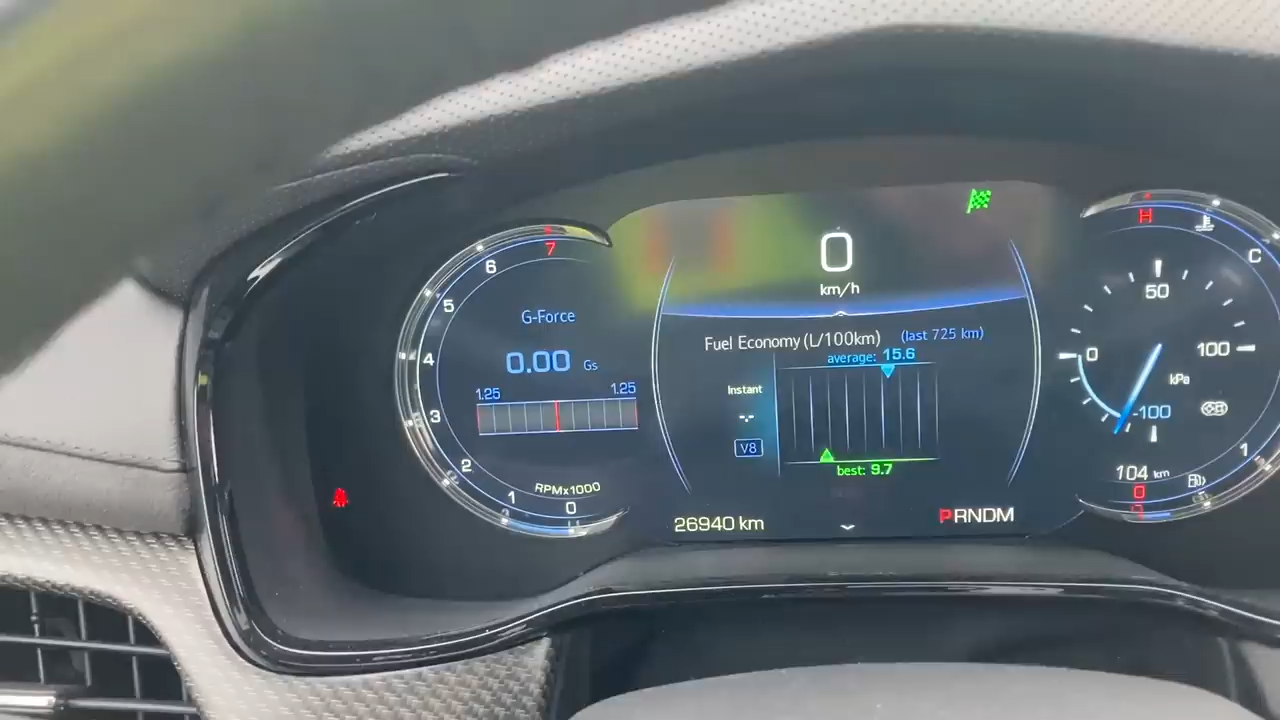 7
6
5
4
3
2
1
0
RPMx1000
G-Force
0.00 Gs
1.25 1.25
0
km/h
Fuel Economy (L/100km) (last 725 km)
average: 15.6
Instant
-.-
V8
best: 9.7
26940 km
PRNDM
H
C
50
0
100
kPa
-100
104 km
1
0